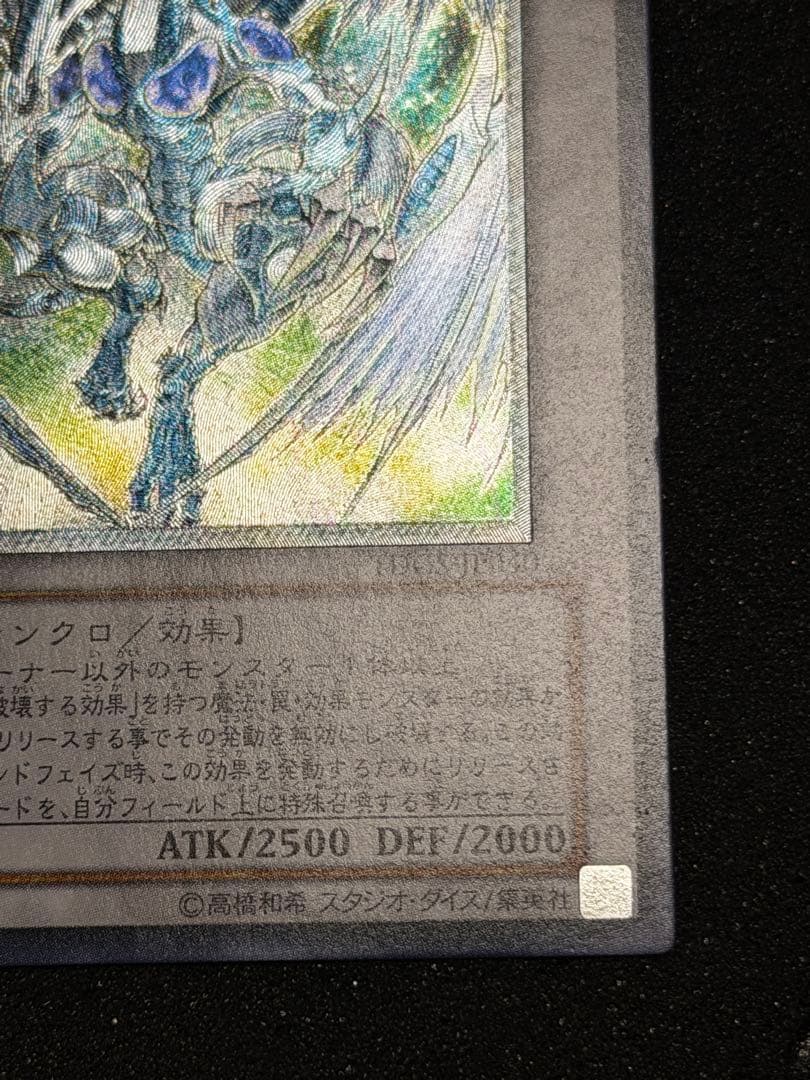 TDGS-JP040
ンクロ/効果】
ーナー以外のモンスター1体以上
破壊する効果」を持つ魔法・罠・効果モンスターの効果が
リリースする事でその発動を無効にし破壊する。この
ンドフェイズ時、この効果を発動するためにリリースさ
ードを、自分フィールド上に特殊召喚する事ができる。
ATK/2500 DEF/2000
©高橋和希 スタジオ・ダイス/集英社